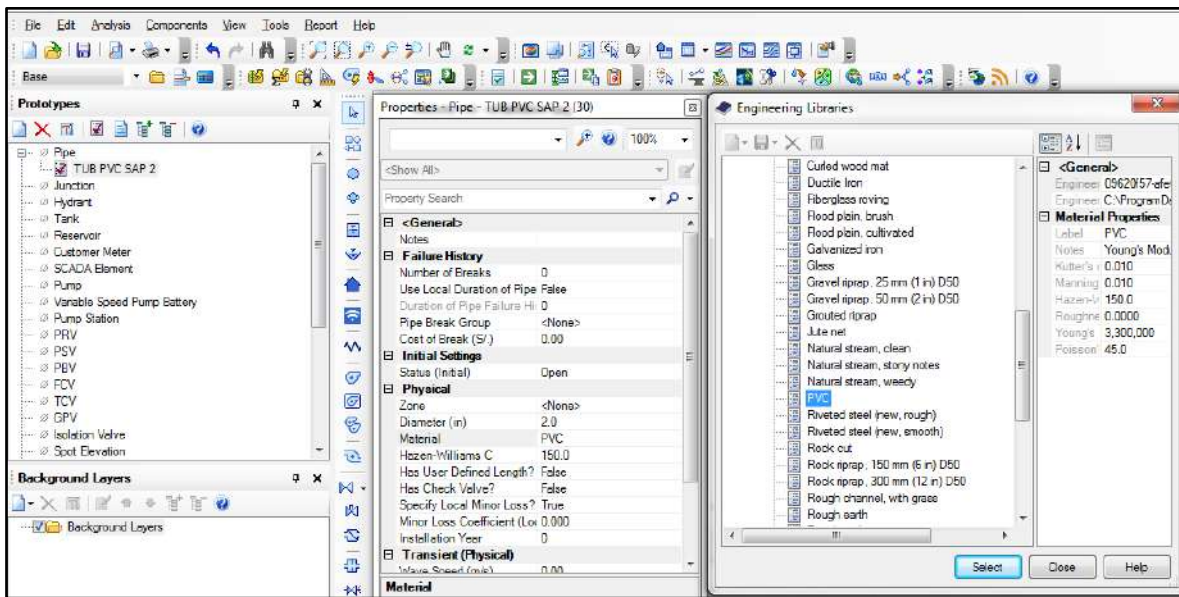 File Edit Analysis Components View Tools Report Help
Base
Prototypes
Pipe
TUB PVC SAP 2
Junction
Hydrant
Tank
Reservoir
Customer Meter
SCADA Element
Pump
Variable Speed Pump Battery
Pump Station
PRV
PSV
PBV
FCV
TCV
GPV
Isolation Valve
Spot Elevation
Background Layers
Background Layers
Properties - Pipe - TUB PVC SAP 2 (30)
100%
<Show All>
Property Search
<General>
Notes
Failure History
Number of Breaks 0
Use Local Duration of Pipe False
Duration of Pipe Failure Hi 0
Pipe Break Group <None>
Cost of Break (S/.) 0.00
Initial Settings
Status (Initial) Open
Physical
Zone <None>
Diameter (in) 2.0
Material PVC
Hazen-Williams C 150.0
Has User Defined Length? False
Has Check Valve? False
Specify Local Minor Loss? True
Minor Loss Coefficient (Loc 0.000
Installation Year 0
Transient (Physical)
Wave Speed (m/s) 0.00
Material
Engineering Libraries
Curled wood mat
Ductile Iron
Fiberglass roving
Flood plain, brush
Flood plain, cultivated
Galvanized iron
Glass
Gravel riprap, 25 mm (1 in) D50
Gravel riprap, 50 mm (2 in) D50
Grouted riprap
Jute net
Natural stream, clean
Natural stream, stony notes
Natural stream, weedy
PVC
Riveted steel (new, rough)
Riveted steel (new, smooth)
Rock cut
Rock riprap, 150 mm (6 in) D50
Rock riprap, 300 mm (12 in) D50
Rough channel, with grass
Rough earth
<General>
Engineer 09620f57-afe
Engineer C:\ProgramDa
Material Properties
Label PVC
Notes Young's Modu
Kutter's 0.010
Manning 0.010
Hazen-W 150.0
Roughne 0.0000
Young's 3,300,000
Poisson' 45.0
Select Close Help